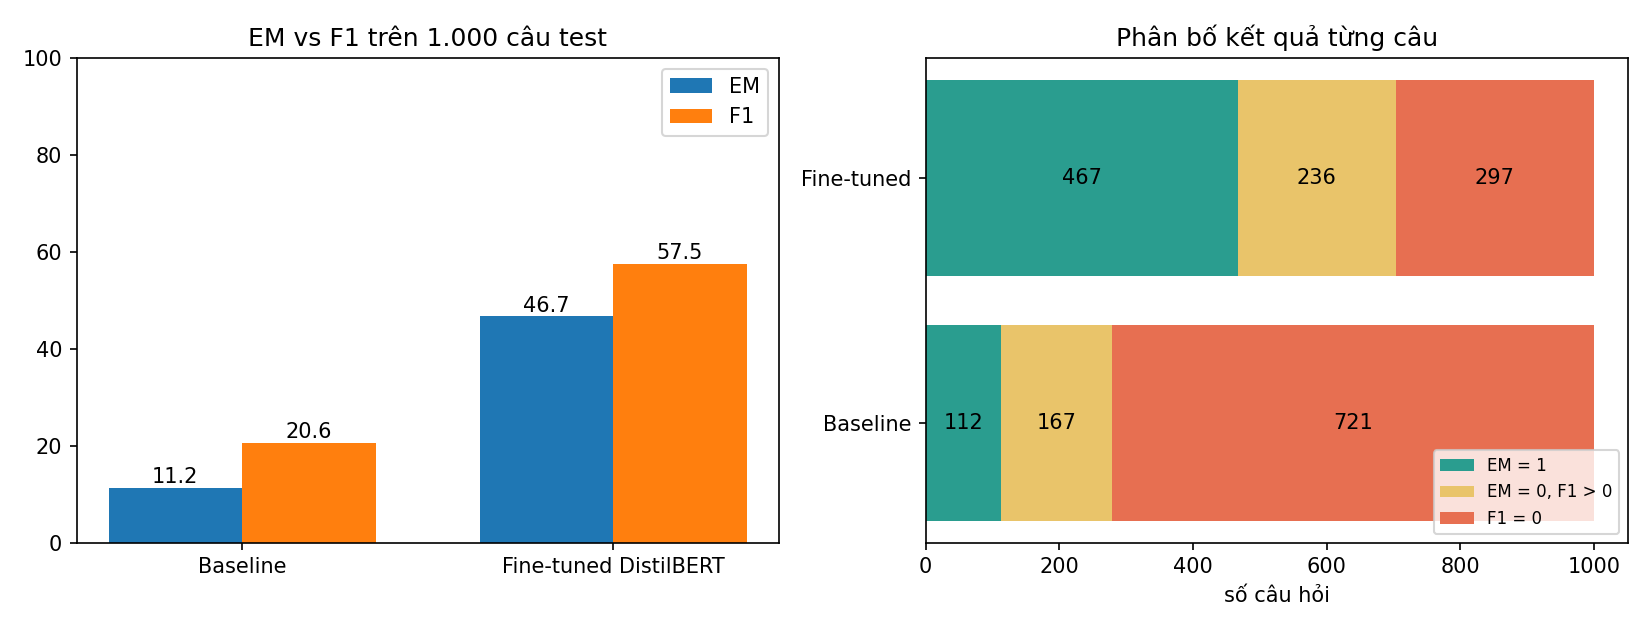 EM vs F1 trên 1.000 câu test
100
80
60
40
20
0
EM
F1
11.2
20.6
46.7
57.5
Baseline
Fine-tuned DistilBERT
Phân bố kết quả từng câu
Fine-tuned
467
236
297
Baseline
112
167
721
EM = 1
EM = 0, F1 > 0
F1 = 0
0
200
400
600
800
1000
số câu hỏi